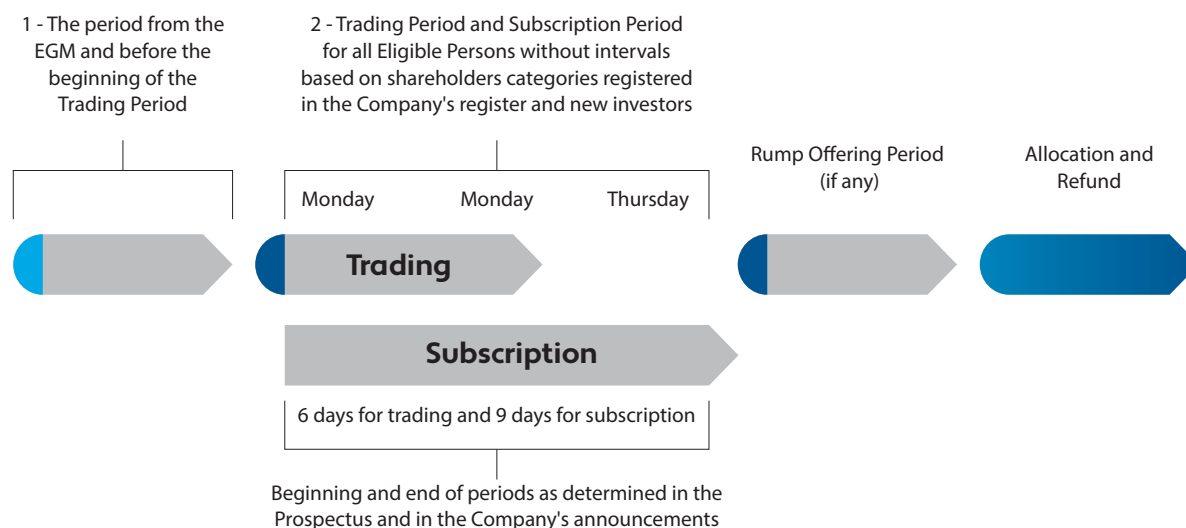 1 - The period from the
EGM and before the
beginning of the
Trading Period
2 - Trading Period and Subscription Period
for all Eligible Persons without intervals
based on shareholders categories registered
in the Company's register and new investors
Rump Offering Period
(if any)
Allocation and
Refund
Monday
Monday
Thursday
Trading
Subscription
6 days for trading and 9 days for subscription
Beginning and end of periods as determined in the
Prospectus and in the Company's announcements